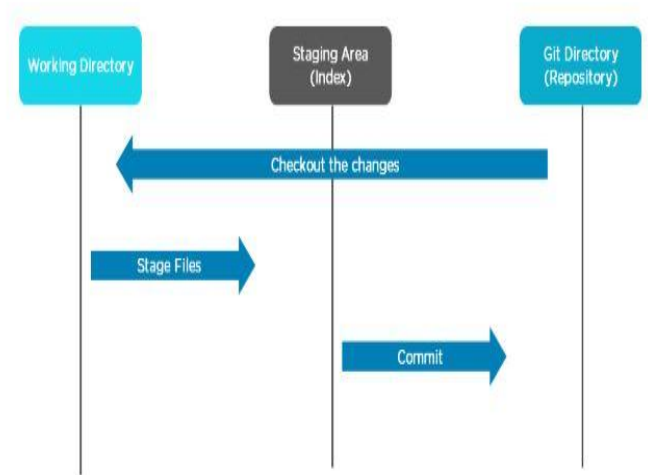 Working Directory
Staging Area
(Index)
Git Directory
(Repository)
Checkout the changes
Stage Files
Commit